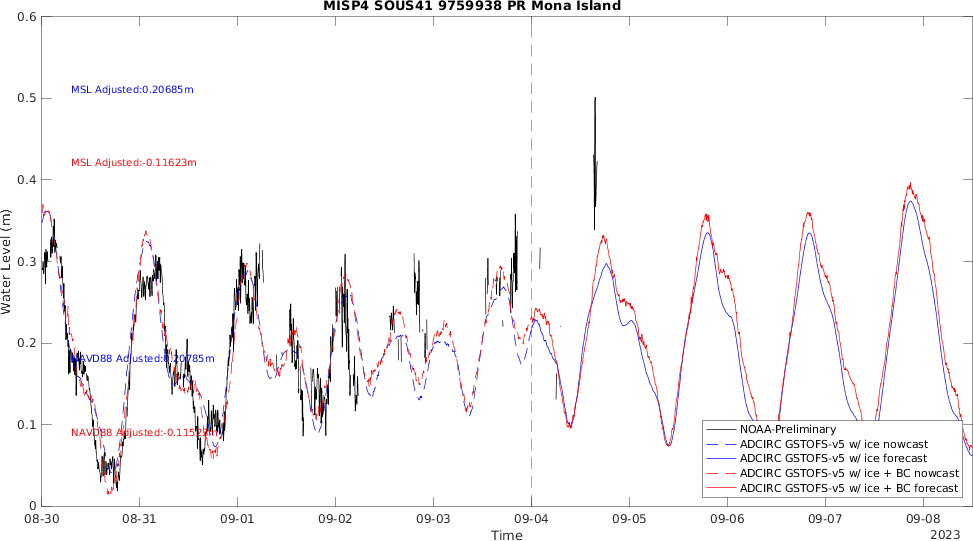 MISP4 SOUS41 9759938 PR Mona Island
0.6
0.5
0.4
0.3
0.2
0.1
0
Water Level (m)
MSL Adjusted:0.20685m
MSL Adjusted:-0.11623m
NAVD88 Adjusted:0.20785m
NAVD88 Adjusted:
NOAA-Preliminary
ADCIRC GSTOFS-v5 w/ ice nowcast
ADCIRC GSTOFS-v5 w/ ice forecast
ADCIRC GSTOFS-v5 w/ ice + BC nowcast
ADCIRC GSTOFS-v5 w/ ice + BC forecast
08-30 08-31 09-01 09-02 09-03 09-04 09-05 09-06 09-07 09-08
Time
2023